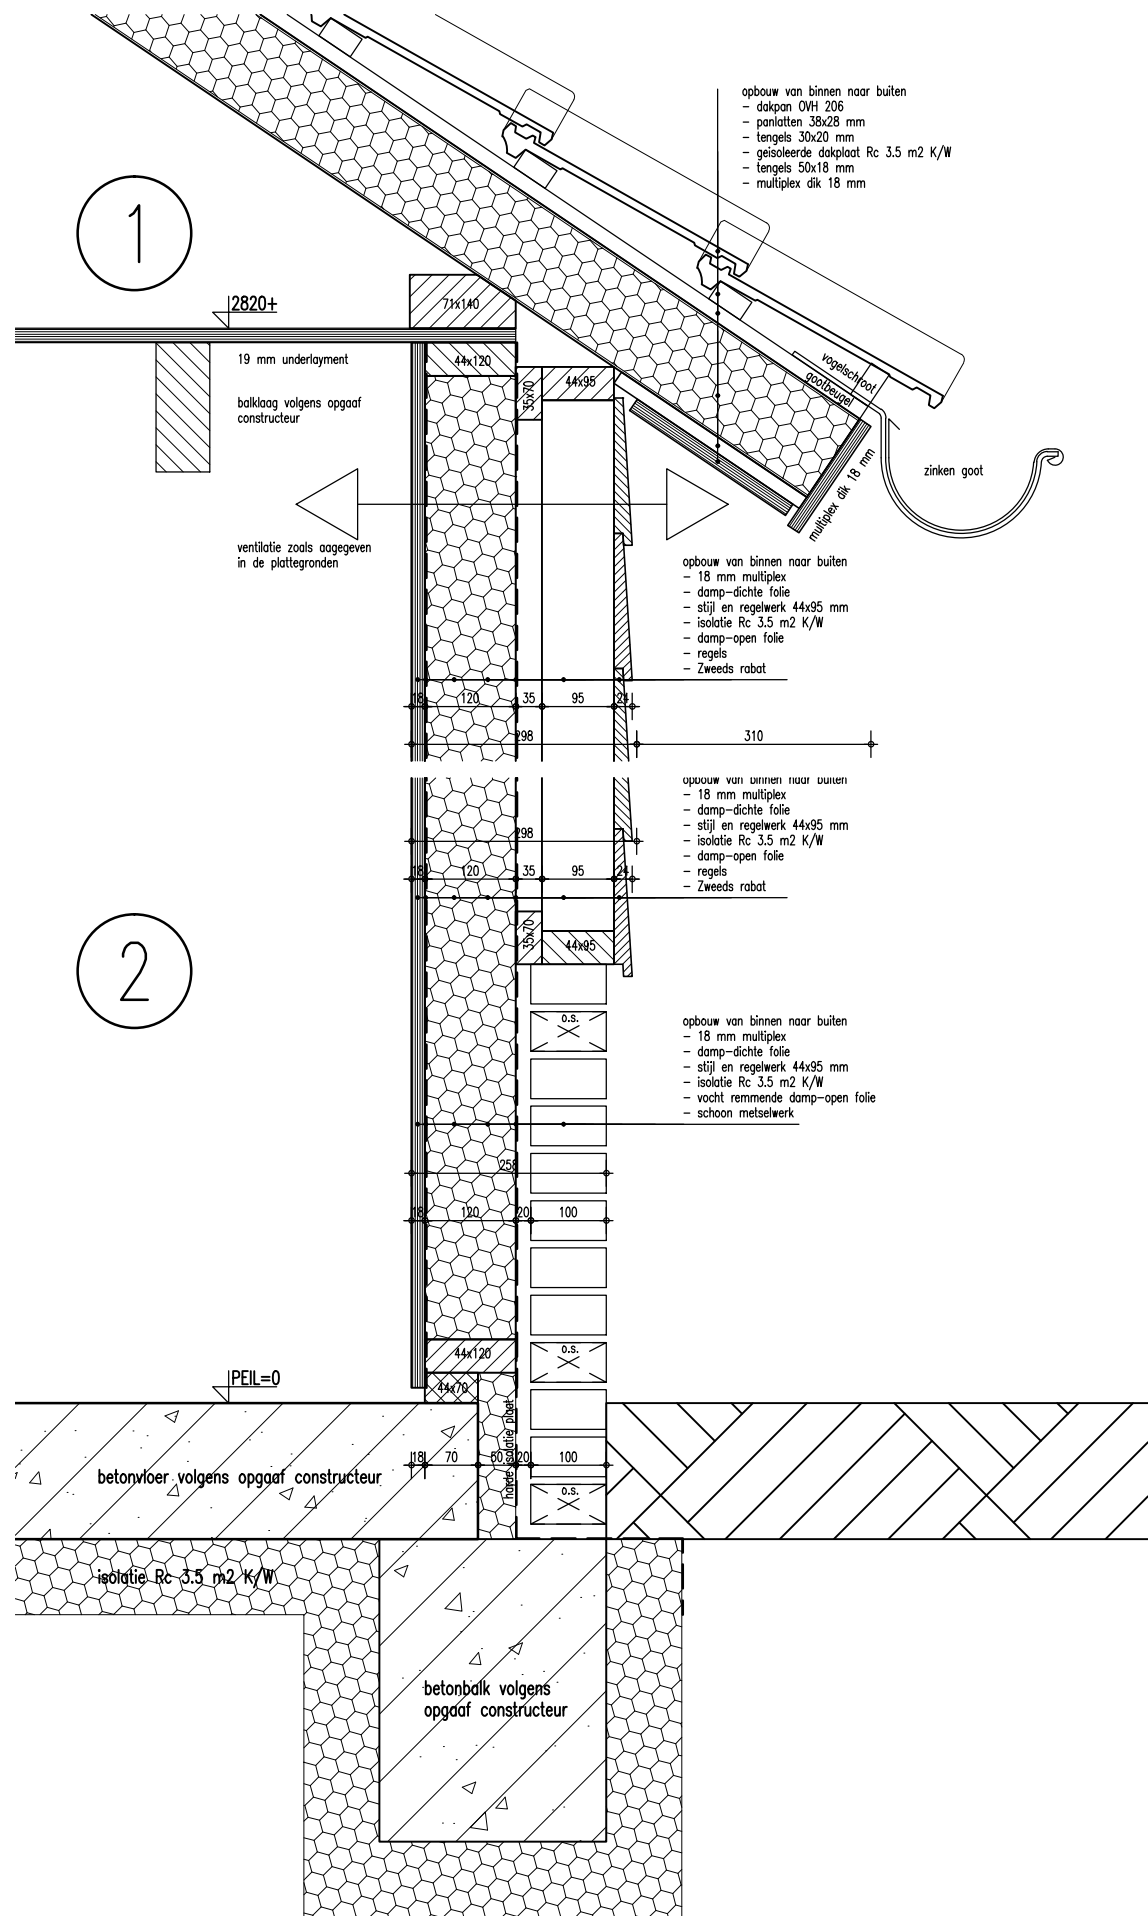 opbouw van binnen naar buiten
- dakpan OVH 206
- panlatten 38x28 mm
- tengels 30x20 mm
- geisoleerde dakplaat Rc 3.5 m2 K/W
- tengels 50x18 mm
- multiplex dik 18 mm
1
2820+
71x140
19 mm underlayment
44x120
balklaag volgens opgaaf
constructeur
35x70
44x95
vogelschroot
gootbeugel
multiplex dik 18 mm
zinken goot
ventilatie zoals aagegeven
in de plattegronden
opbouw van binnen naar buiten
- 18 mm multiplex
- damp-dichte folie
- stijl en regelwerk 44x95 mm
- isolatie Rc 3.5 m2 K/W
- damp-open folie
- regels
- Zweeds rabat
18 120 35 95 24
298 310
opbouw van binnen naar buiten
- 18 mm multiplex
- damp-dichte folie
- stijl en regelwerk 44x95 mm
- isolatie Rc 3.5 m2 K/W
- damp-open folie
- regels
- Zweeds rabat
298
18 120 35 95 24
35x70
44x95
2
o.s.
opbouw van binnen naar buiten
- 18 mm multiplex
- damp-dichte folie
- stijl en regelwerk 44x95 mm
- isolatie Rc 3.5 m2 K/W
- vocht remmende damp-open folie
- schoon metselwerk
258
18 120 20 100
o.s.
44x120
PEIL=0
44x70
harde isolatie plaat
18 70 50 20 100
betonvloer volgens opgaaf constructeur
o.s.
isolatie Rc 3.5 m2 K/W
betonbalk volgens
opgaaf constructeur